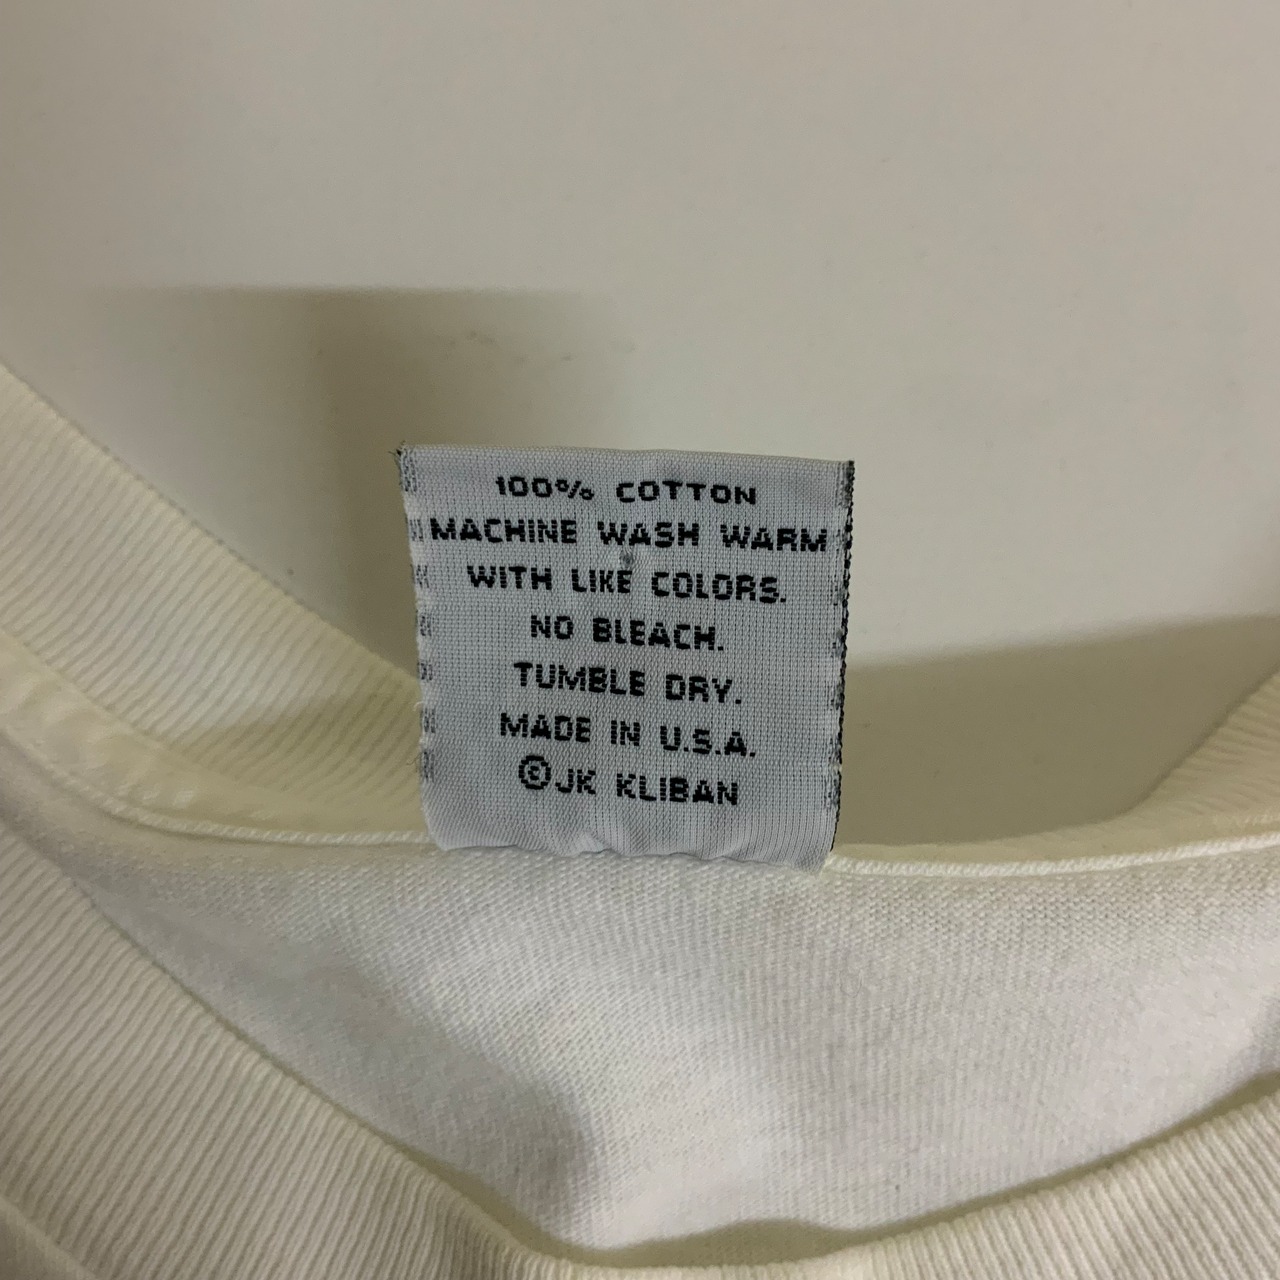 100% COTTON
MACHINE WASH WARM
WITH LIKE COLORS.
NO BLEACH.
TUMBLE DRY.
MADE IN U.S.A.
©JK KLIBAN